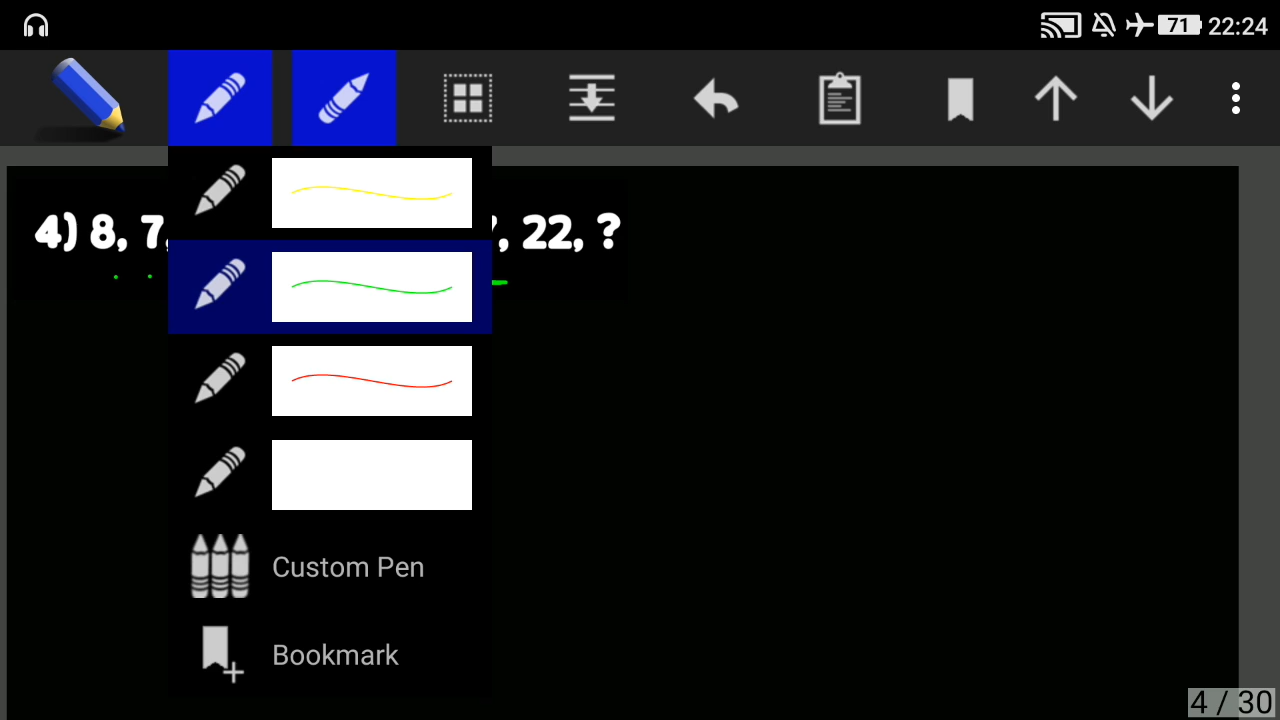 71 22:24
4) 8, 7, , 22, ?
Custom Pen
Bookmark
4 / 30